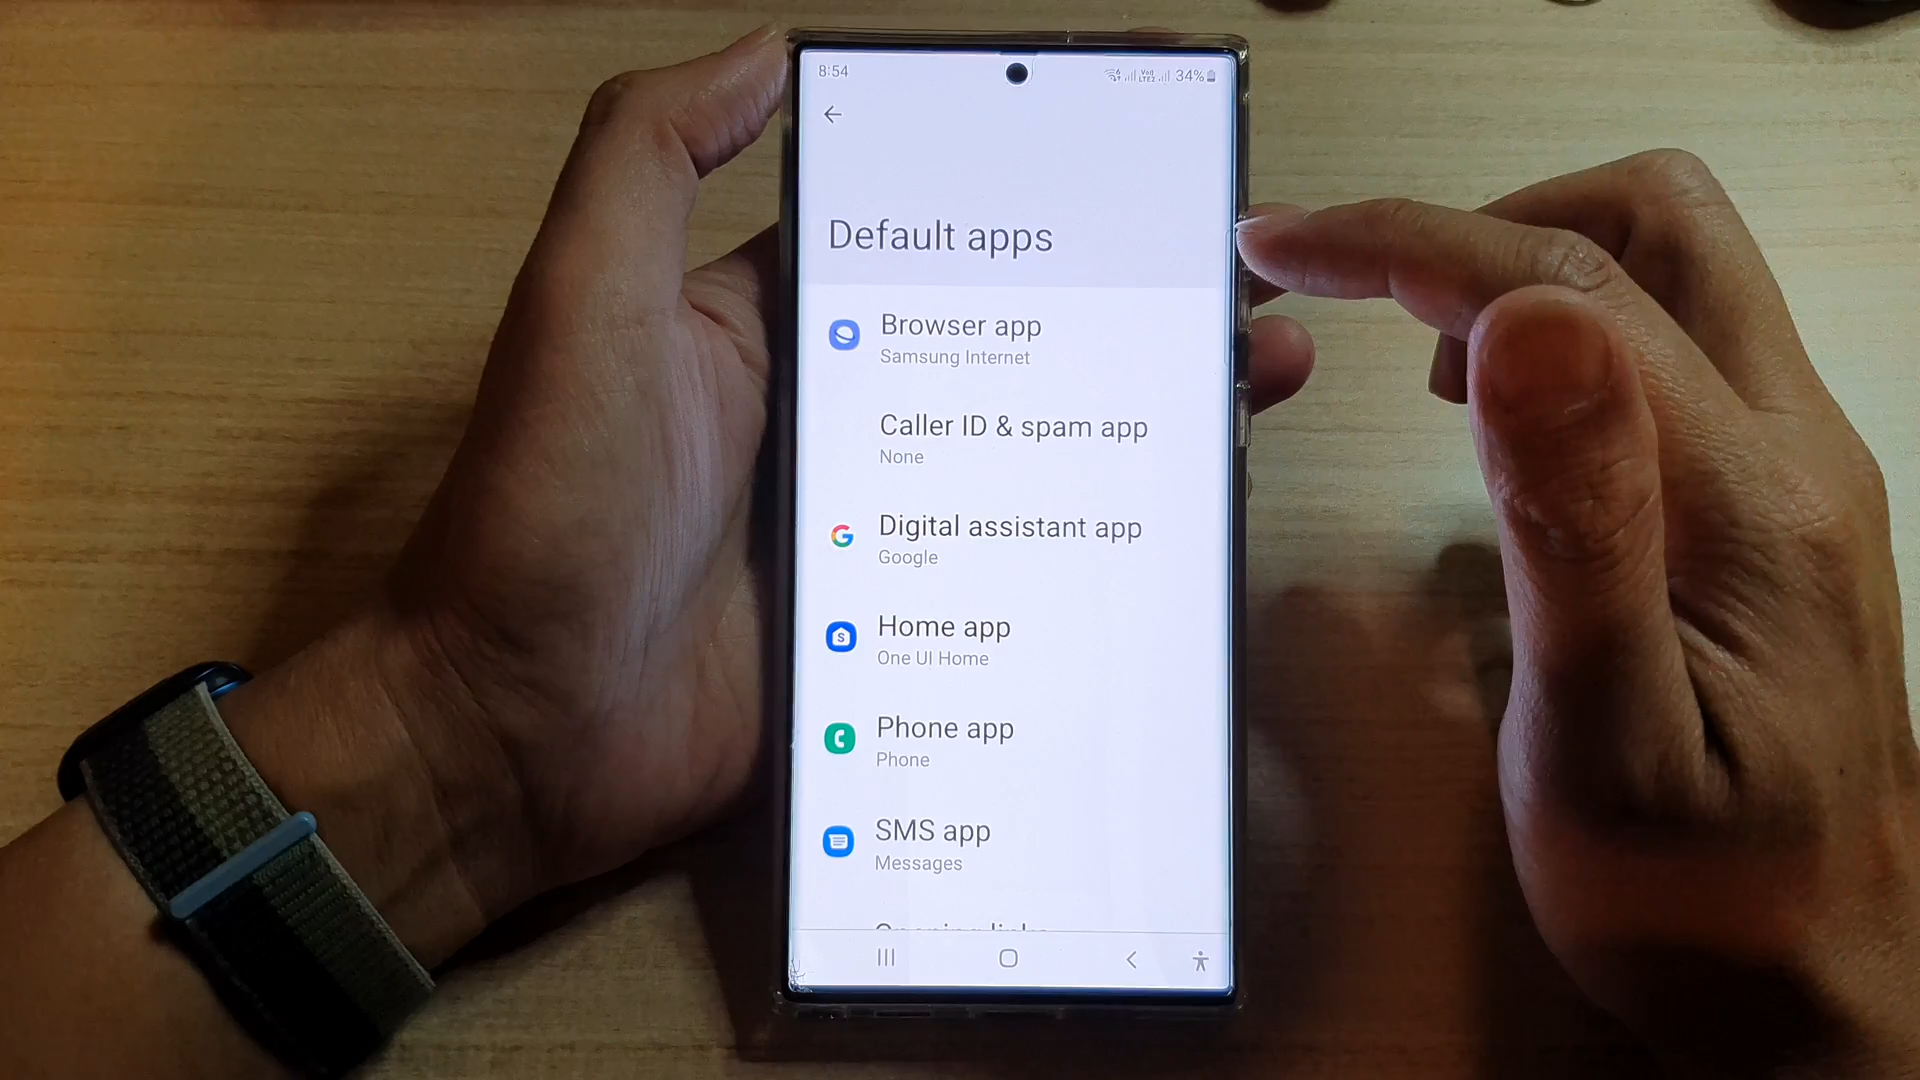 8:54
34%
Default apps
Browser app
Samsung Internet
Caller ID & spam app
None
Digital assistant app
Google
Home app
One UI Home
Phone app
Phone
SMS app
Messages